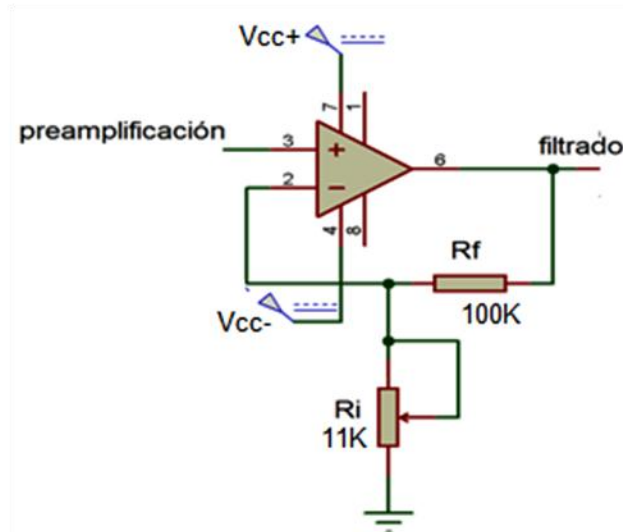 Vcc+
7
1
preamplificación
3
+
6
filtrado
2
−
4
8
Rf
100K
Vcc-
Ri
11K